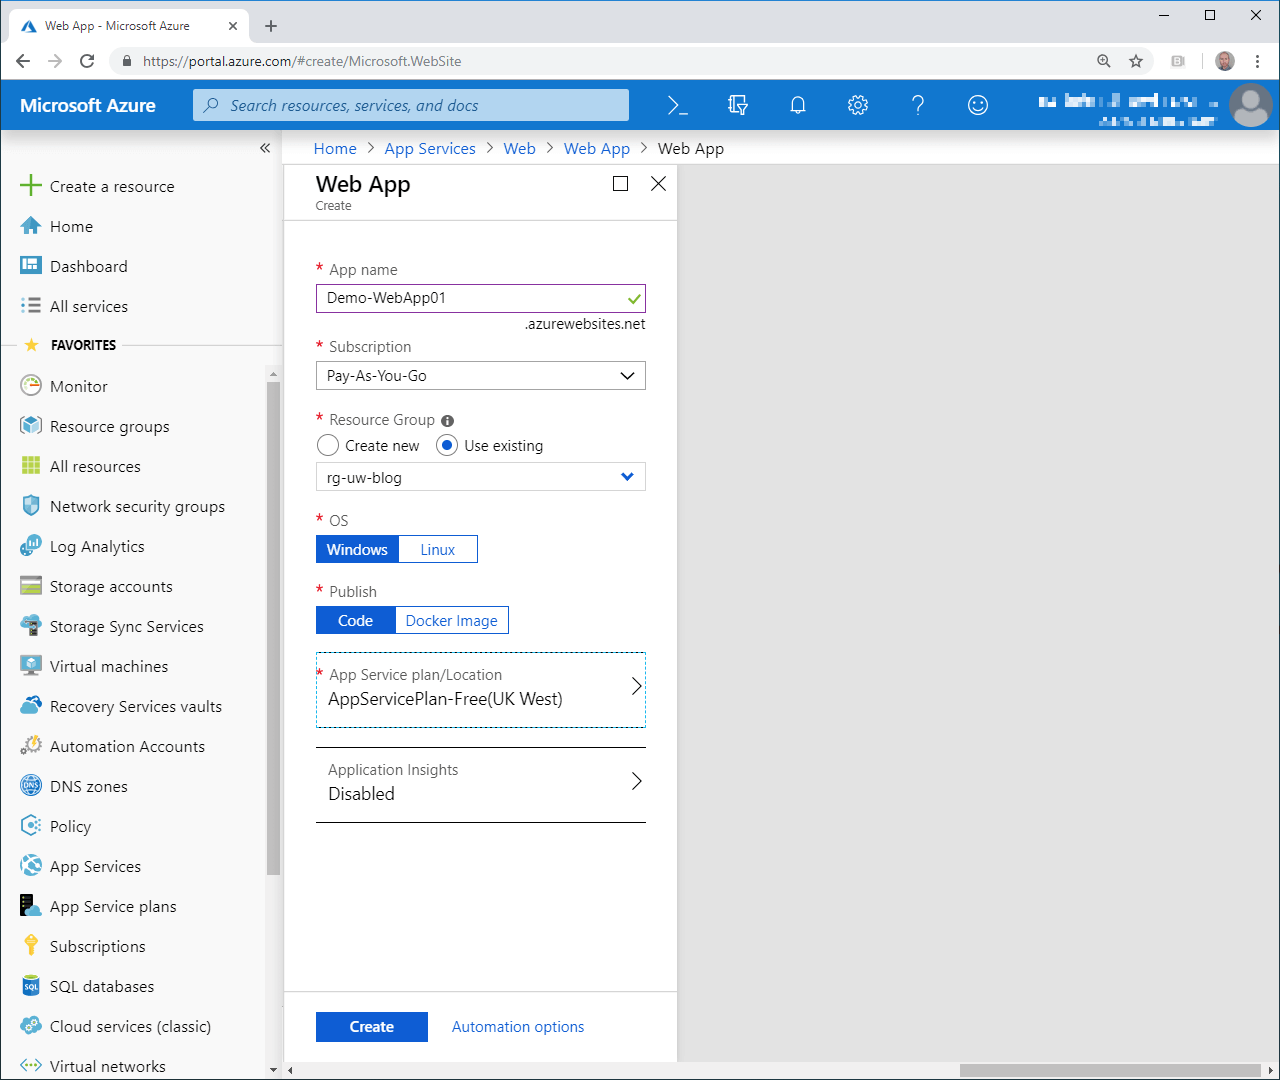 Web App - Microsoft Azure
https://portal.azure.com/#create/Microsoft.WebSite
Microsoft Azure
Search resources, services, and docs
Home > App Services > Web > Web App > Web App
Create a resource
Home
Dashboard
All services
FAVORITES
Monitor
Resource groups
All resources
Network security groups
Log Analytics
Storage accounts
Storage Sync Services
Virtual machines
Recovery Services vaults
Automation Accounts
DNS zones
Policy
App Services
App Service plans
Subscriptions
SQL databases
Cloud services (classic)
Virtual networks
Web App
Create
* App name
Demo-WebApp01
.azurewebsites.net
* Subscription
Pay-As-You-Go
* Resource Group
Create new Use existing
rg-uw-blog
* OS
Windows Linux
* Publish
Code Docker Image
* App Service plan/Location
AppServicePlan-Free(UK West)
Application Insights
Disabled
Create Automation options